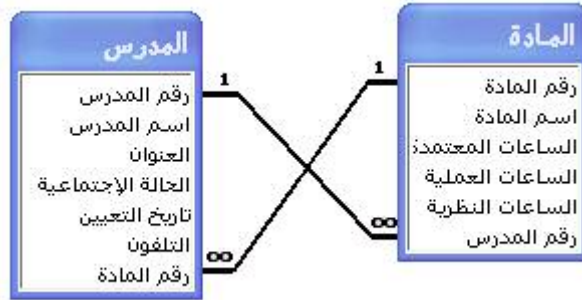 المادة
رقم المادة
اسم المادة
الساعات المعتمدة
الساعات العملية
الساعات النظرية
رقم المدرس
المدرس
رقم المدرس
اسم المدرس
العنوان
الحالة الإجتماعية
تاريخ التعيين
التلفون
رقم المادة
1
1
∞
∞